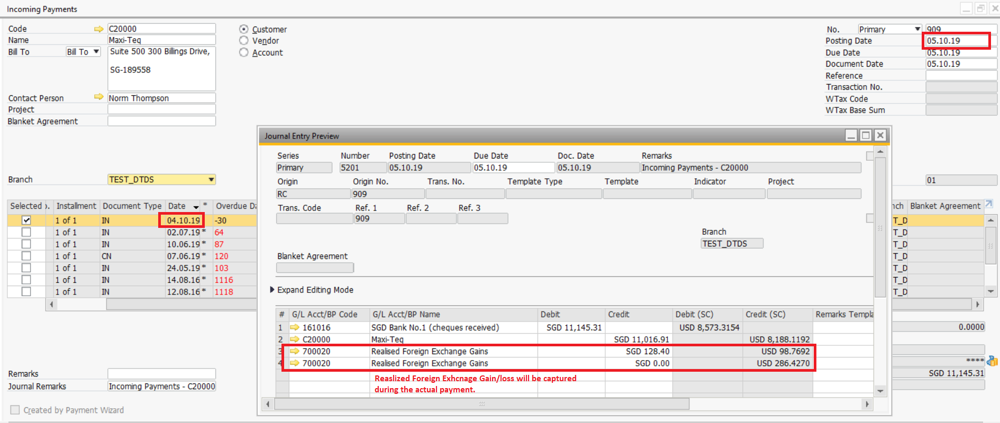 Incoming Payments
Code C20000
Name Maxi-Teq
Bill To Bill To Suite 500 300 Billings Drive,
SG-189558
Contact Person Norm Thompson
Project
Blanket Agreement
Customer
Vendor
Account
No. Primary 909
Posting Date 05.10.19
Due Date 05.10.19
Document Date 05.10.19
Reference
Transaction No.
WTax Code
WTax Base Sum
Branch TEST_DTDS
01
Selected . Installment Document Type Date * Overdue Da
1 of 1 IN 04.10.19 -30
1 of 1 IN 02.07.19 * 64
1 of 1 IN 10.06.19 * 87
1 of 1 CN 07.06.19 * 120
1 of 1 IN 24.05.19 * 103
1 of 1 IN 14.08.16 * 1116
1 of 1 IN 12.08.16 * 1118
nch Blanket Agreement
T_D
T_D
T_D
T_D
T_D
T_D
T_D
Journal Entry Preview
Series Number Posting Date Due Date Doc. Date Remarks
Primary 5201 05.10.19 05.10.19 05.10.19 Incoming Payments - C20000
Origin Origin No. Trans. No. Template Type Template Indicator Project
RC 909
Trans. Code Ref. 1 Ref. 2 Ref. 3
909
Branch
TEST_DTDS
Blanket Agreement
Expand Editing Mode
# G/L Acct/BP Code G/L Acct/BP Name Debit Credit Debit (SC) Credit (SC) Remarks Templa
1 161016 SGD Bank No.1 (cheques received) SGD 11,145.31 USD 8,573.3154
2 C20000 Maxi-Teq SGD 11,016.91 USD 8,188.1192
3 700020 Realised Foreign Exchange Gains SGD 128.40 USD 98.7692
4 700020 Realised Foreign Exchange Gains SGD 0.00 USD 286.4270
Reaslized Foreign Exhcnage Gain/loss will be captured
during the actual payment.
0.0000
****
SGD 11,145.31
Remarks
Journal Remarks Incoming Payments - C20000
Created by Payment Wizard